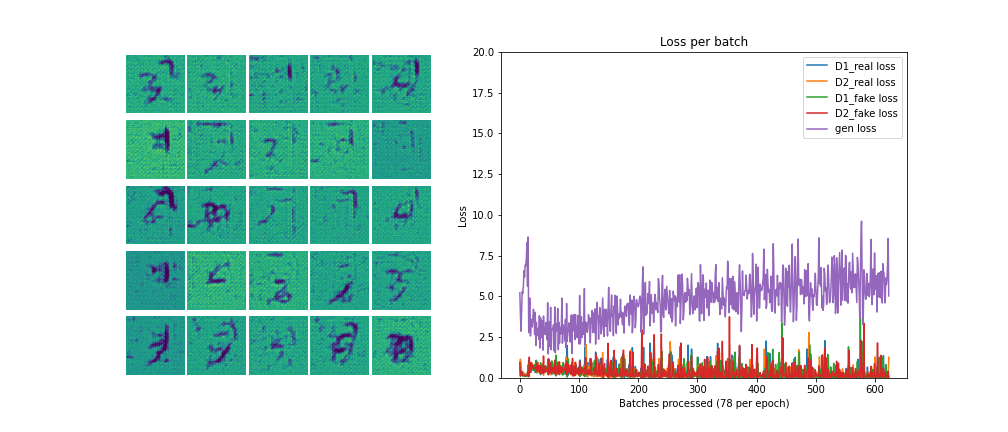 Loss per batch
20.0
17.5
15.0
12.5
10.0
7.5
5.0
2.5
0.0
Loss
D1_real loss
D2_real loss
D1_fake loss
D2_fake loss
gen loss
0 100 200 300 400 500 600
Batches processed (78 per epoch)